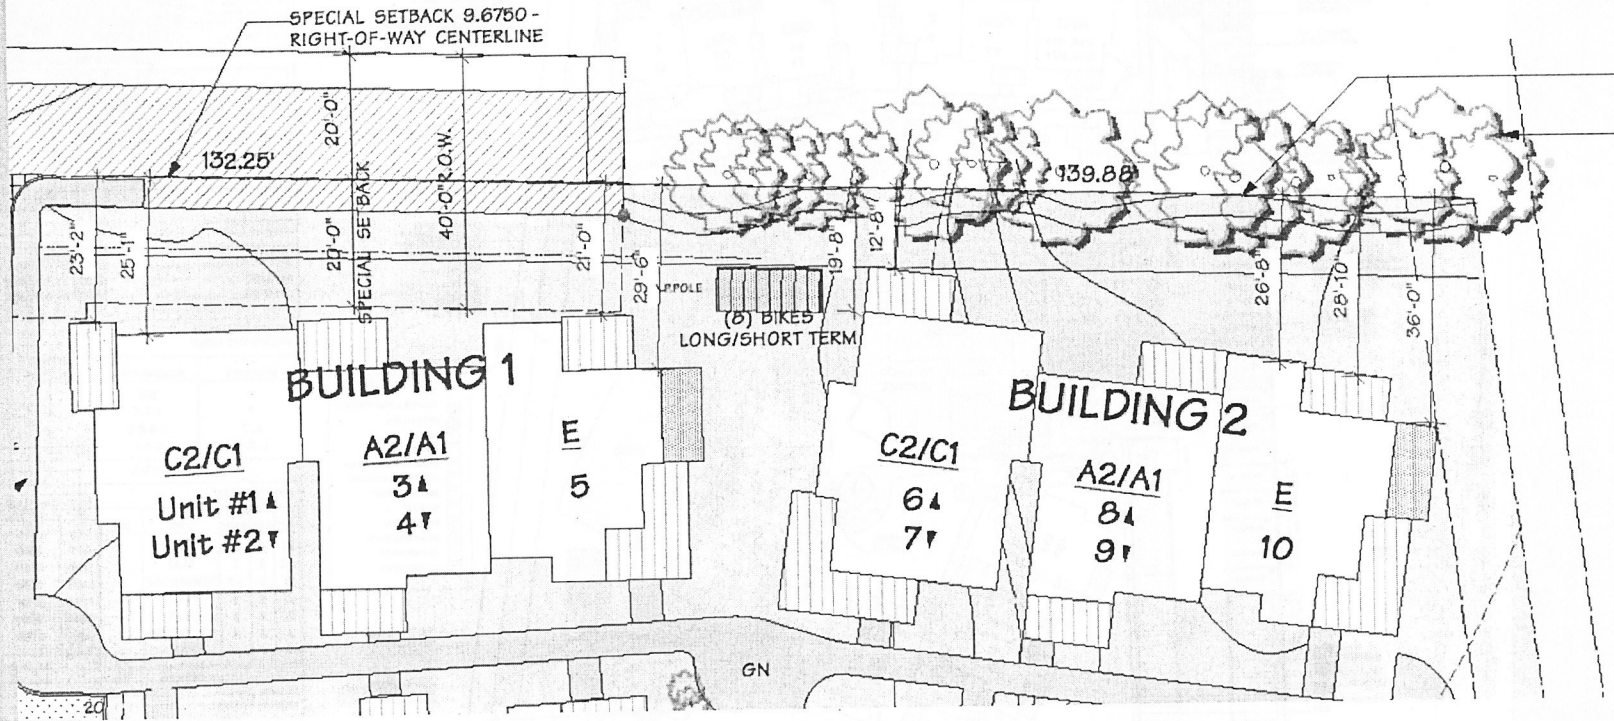 SPECIAL SETBACK 9.6750 -
RIGHT-OF-WAY CENTERLINE
20'-0"
132.25'
139.88'
40'-0" R.O.W.
20'-0"
SPECIAL SE BACK
23'-2"
25'-1"
21'-0"
29'-6"
19'-8"
12'-8"
26'-8"
28'-10"
36'-0"
P.POLE
(8) BIKES
LONG/SHORT TERM
BUILDING 1
C2/C1
Unit #1
Unit #2
A2/A1
3
4
E
5
BUILDING 2
C2/C1
6
7
A2/A1
8
9
E
10
GN
20